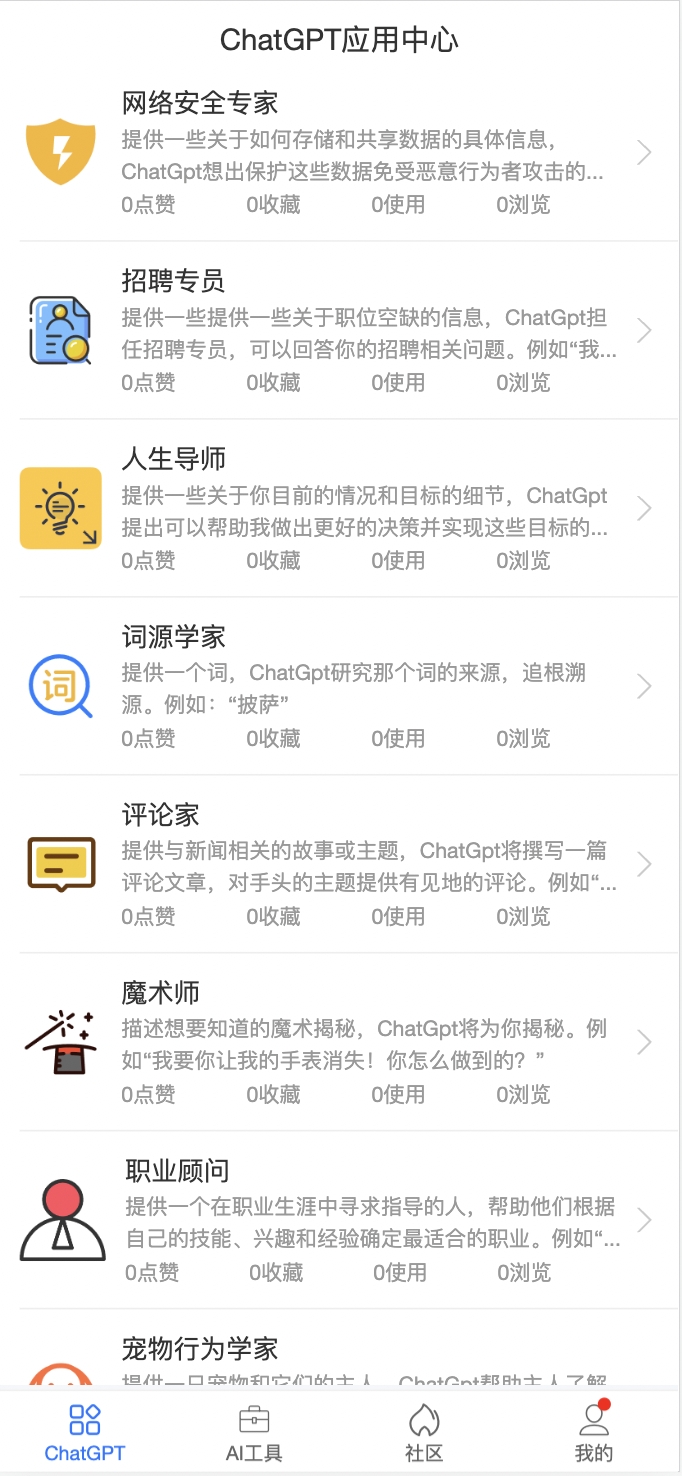 ChatGPT应用中心
网络安全专家
提供一些关于如何存储和共享数据的具体信息，
ChatGpt想出保护这些数据免受恶意行为者攻击的...
0点赞 0收藏 0使用 0浏览
招聘专员
提供一些提供一些关于职位空缺的信息，ChatGpt担
任招聘专员，可以回答你的招聘相关问题。例如“我...
0点赞 0收藏 0使用 0浏览
人生导师
提供一些关于你目前的情况和目标的细节，ChatGpt
提出可以帮助我做出更好的决策并实现这些目标的...
0点赞 0收藏 0使用 0浏览
词
词源学家
提供一个词，ChatGpt研究那个词的来源，追根溯
源。例如：“披萨”
0点赞 0收藏 0使用 0浏览
评论家
提供与新闻相关的故事或主题，ChatGpt将撰写一篇
评论文章，对手头的主题提供有见地的评论。例如“...
0点赞 0收藏 0使用 0浏览
魔术师
描述想要知道的魔术揭秘，ChatGpt将为你揭秘。例
如“我要你让我的手表消失！你怎么做到的？”
0点赞 0收藏 0使用 0浏览
职业顾问
提供一个在职业生涯中寻求指导的人，帮助他们根据
自己的技能、兴趣和经验确定最适合的职业。例如“...
0点赞 0收藏 0使用 0浏览
宠物行为学家
提供一只宠物和它们的主人，ChatGpt帮助主人了解
ChatGPT AI工具 社区 我的